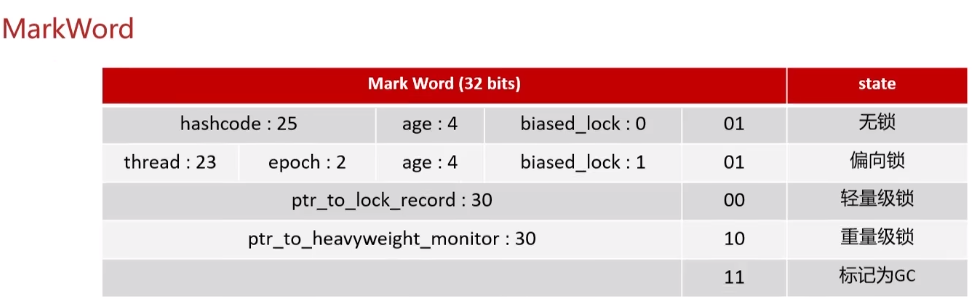 MarkWord
Mark Word (32 bits) state
hashcode : 25 age : 4 biased_lock : 0 01 无锁
thread : 23 epoch : 2 age : 4 biased_lock : 1 01 偏向锁
ptr_to_lock_record : 30 00 轻量级锁
ptr_to_heavyweight_monitor : 30 10 重量级锁
11 标记为GC